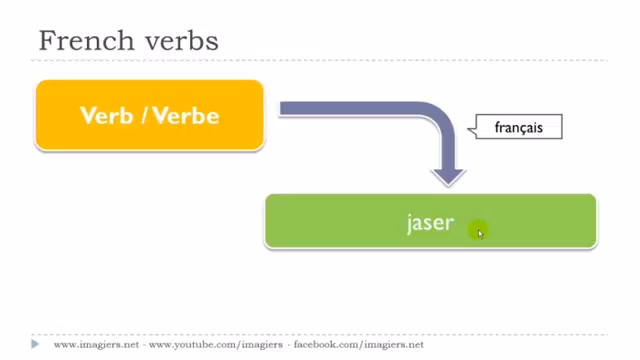 French verbs
Verb / Verbe
français
jaser
www.imagiers.net - www.youtube.com/imagiers - facebook.com/imagiers.net